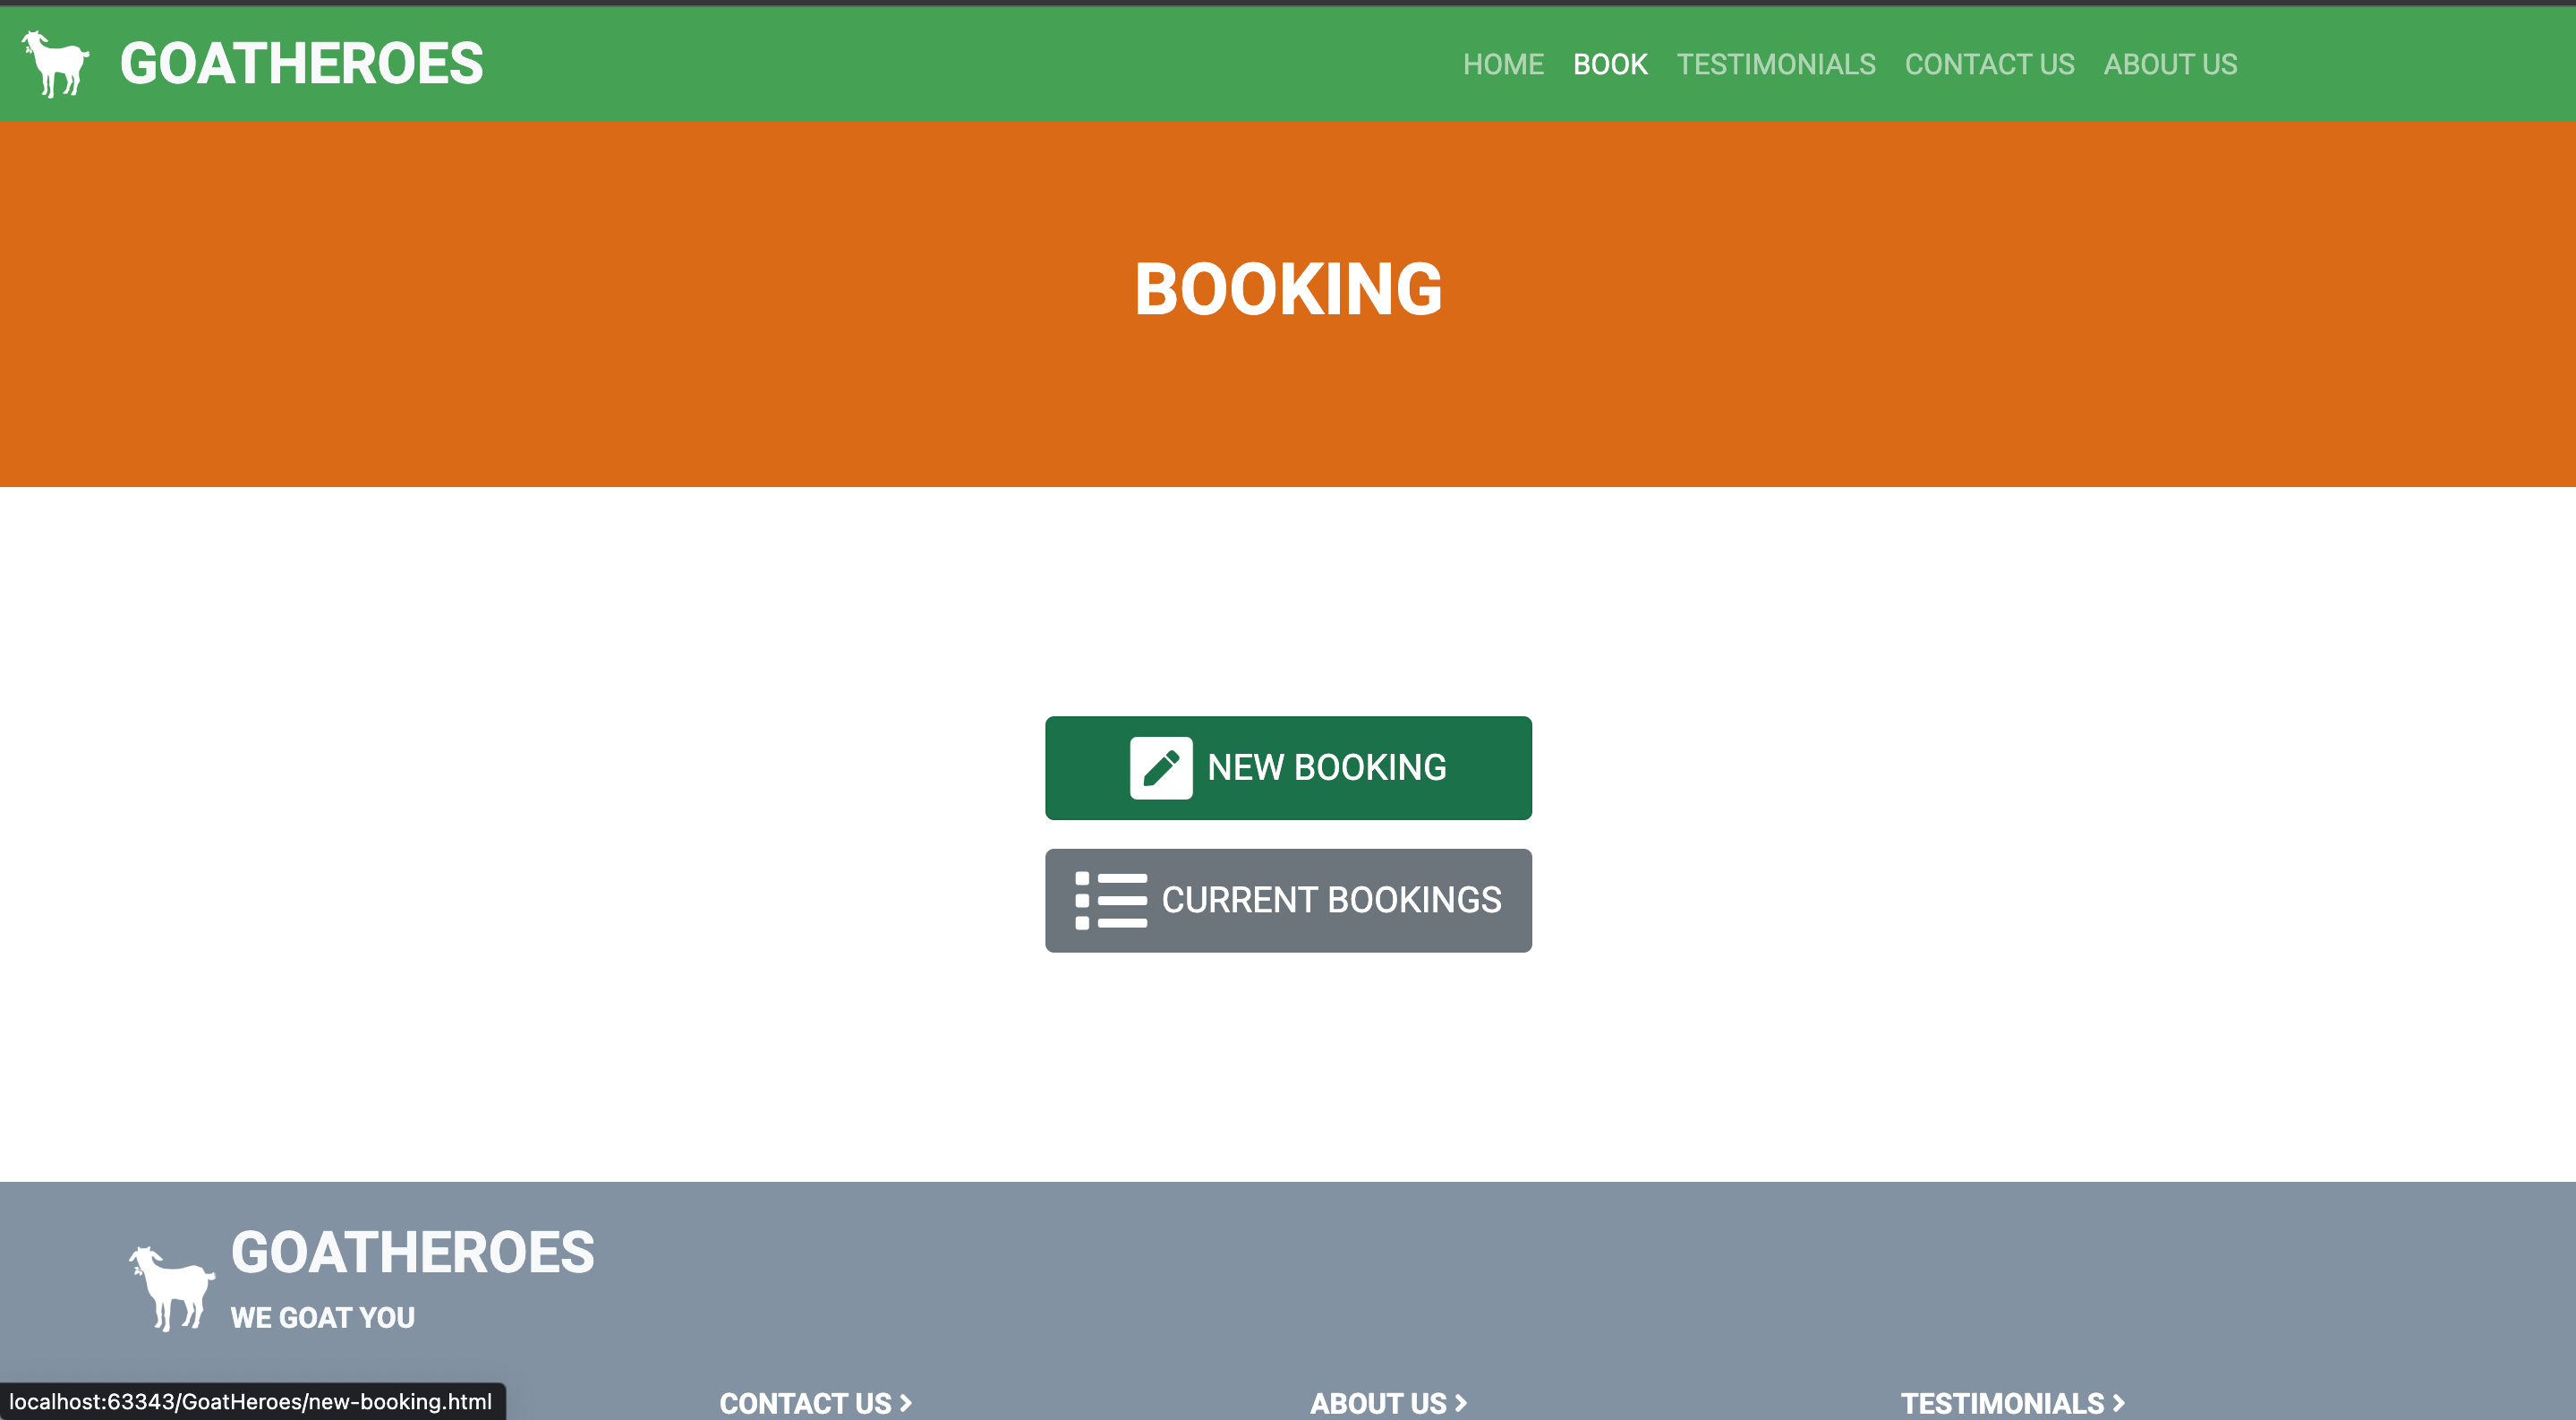 GOATHEROES
HOME BOOK TESTIMONIALS CONTACT US ABOUT US
BOOKING
NEW BOOKING
CURRENT BOOKINGS
GOATHEROES
WE GOAT YOU
CONTACT US ABOUT US TESTIMONIALS
localhost:63343/GoatHeroes/new-booking.html